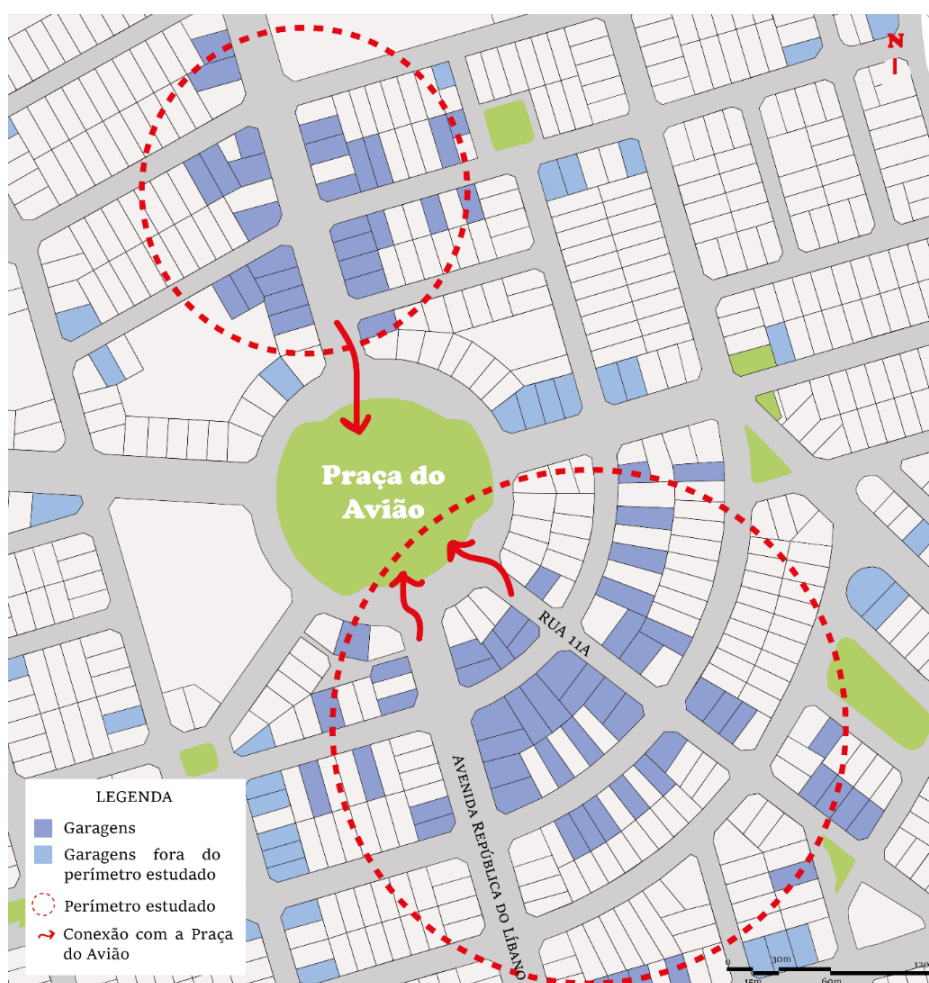 N
Praça do
Avião
RUA 11A
AVENIDA REPÚBLICA DO LÍBANO
LEGENDA
Garagens
Garagens fora do
perímetro estudado
Perímetro estudado
Conexão com a Praça
do Avião
0 30m 120
15m 60m